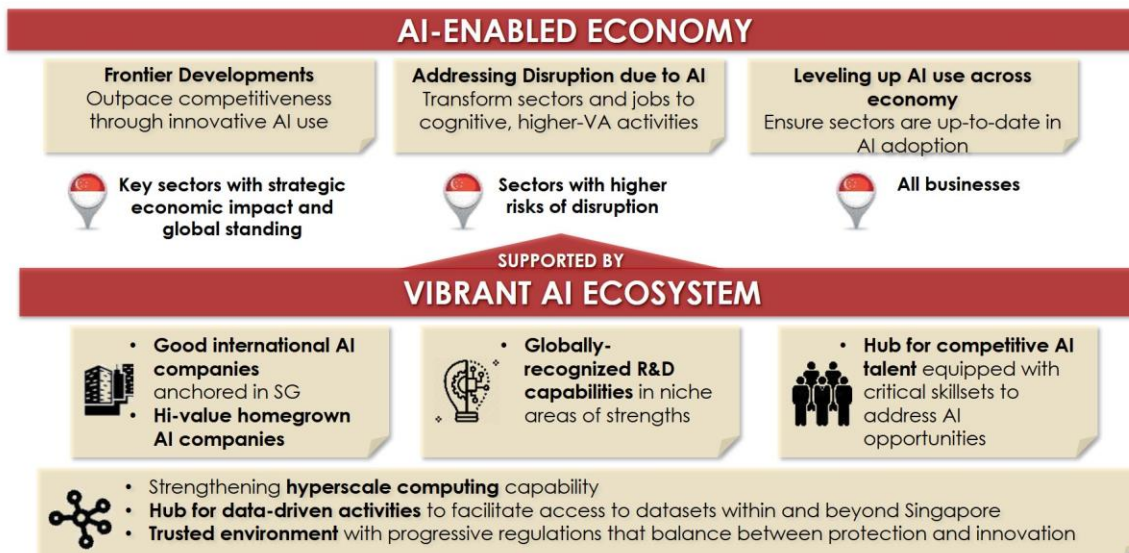 AI-ENABLED ECONOMY
Frontier Developments
Outpace competitiveness
through innovative AI use
Addressing Disruption due to AI
Transform sectors and jobs to
cognitive, higher-VA activities
Leveling up AI use across
economy
Ensure sectors are up-to-date in
AI adoption
Key sectors with strategic
economic impact and
global standing
Sectors with higher
risks of disruption
All businesses
SUPPORTED BY
VIBRANT AI ECOSYSTEM
• Good international AI
companies
anchored in SG
• Hi-value homegrown
AI companies
• Globally-
recognized R&D
capabilities in niche
areas of strengths
• Hub for competitive AI
talent equipped with
critical skillsets to
address AI
opportunities
• Strengthening hyperscale computing capability
• Hub for data-driven activities to facilitate access to datasets within and beyond Singapore
• Trusted environment with progressive regulations that balance between protection and innovation